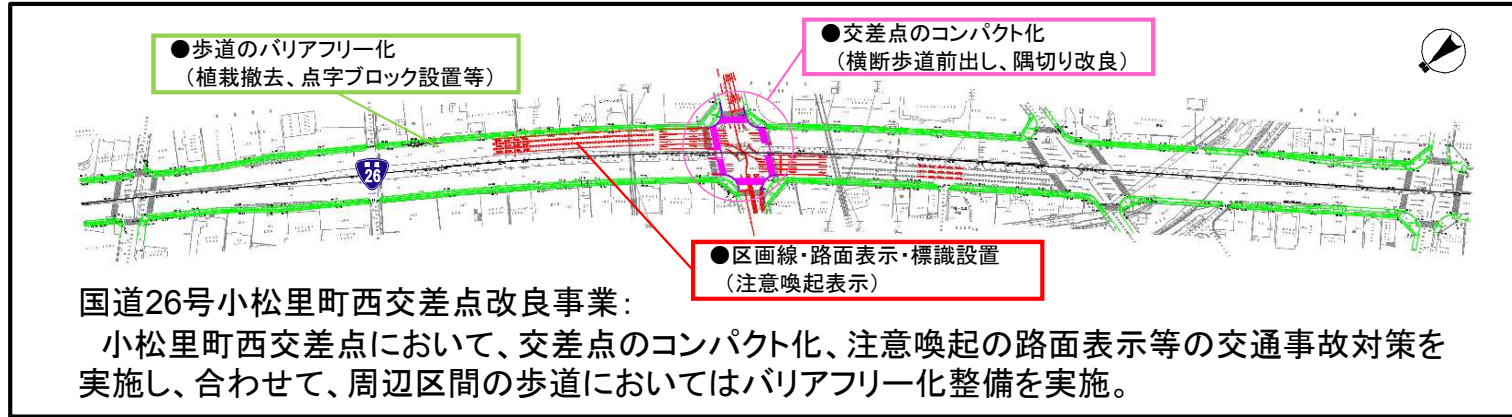 ●歩道のバリアフリー化
（植栽撤去、点字ブロック設置等）
●交差点のコンパクト化
（横断歩道前出し、隅切り改良）
26
●区画線・路面表示・標識設置
（注意喚起表示）
国道26号小松里町西交差点改良事業：
小松里町西交差点において、交差点のコンパクト化、注意喚起の路面表示等の交通事故対策を
実施し、合わせて、周辺区間の歩道においてはバリアフリー化整備を実施。